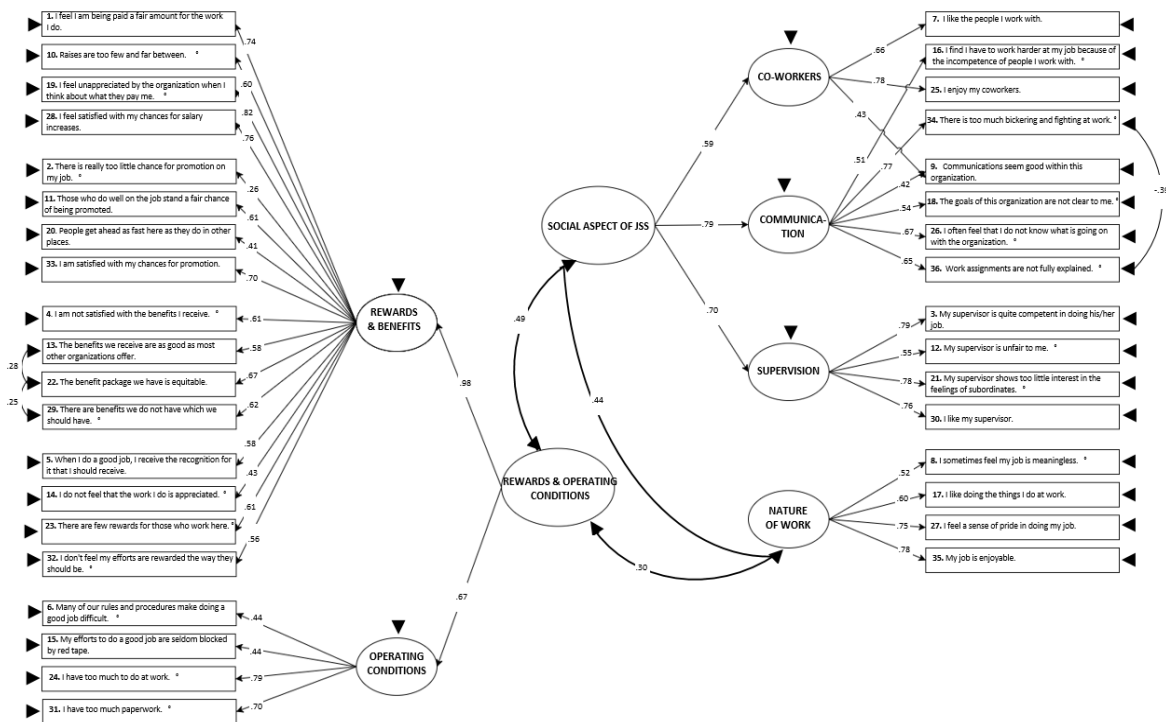 1. I feel I am being paid a fair amount for the work
I do.
10. Raises are too few and far between. °
19. I feel unappreciated by the organization when I
think about what they pay me. °
28. I feel satisfied with my chances for salary
increases.
2. There is really too little chance for promotion on
my job. °
11. Those who do well on the job stand a fair chance
of being promoted.
20. People get ahead as fast here as they do in other
places.
33. I am satisfied with my chances for promotion.
4. I am not satisfied with the benefits I receive. °
13. The benefits we receive are as good as most
other organizations offer.
22. The benefit package we have is equitable.
29. There are benefits we do not have which we
should have. °
5. When I do a good job, I receive the recognition for
it that I should receive.
14. I do not feel that the work I do is appreciated. °
23. There are few rewards for those who work here. °
32. I don't feel my efforts are rewarded the way they
should be. °
6. Many of our rules and procedures make doing a
good job difficult. °
15. My efforts to do a good job are seldom blocked
by red tape.
24. I have too much to do at work. °
31. I have too much paperwork. °
.28
.25
.74
.60
.82
.76
.26
.61
.41
.70
.61
.58
.67
.62
.58
.43
.61
.56
.44
.44
.79
.70
REWARDS
& BENEFITS
OPERATING
CONDITIONS
.98
.67
SOCIAL ASPECT OF JSS
REWARDS & OPERATING
CONDITIONS
.49
.44
.30
.59
.79
.70
CO-WORKERS
COMMUNICA-
TION
SUPERVISION
NATURE
OF WORK
.66
.78
.43
.51
.77
.42
.54
.67
.65
.79
.55
.78
.76
.52
.60
.75
.78
7. I like the people I work with.
16. I find I have to work harder at my job because of
the incompetence of people I work with. °
25. I enjoy my coworkers.
34. There is too much bickering and fighting at work. °
9. Communications seem good within this
organization.
18. The goals of this organization are not clear to me. °
26. I often feel that I do not know what is going on
with the organization. °
36. Work assignments are not fully explained. °
-.39
3. My supervisor is quite competent in doing his/her
job.
12. My supervisor is unfair to me. °
21. My supervisor shows too little interest in the
feelings of subordinates. °
30. I like my supervisor.
8. I sometimes feel my job is meaningless. °
17. I like doing the things I do at work.
27. I feel a sense of pride in doing my job.
35. My job is enjoyable.